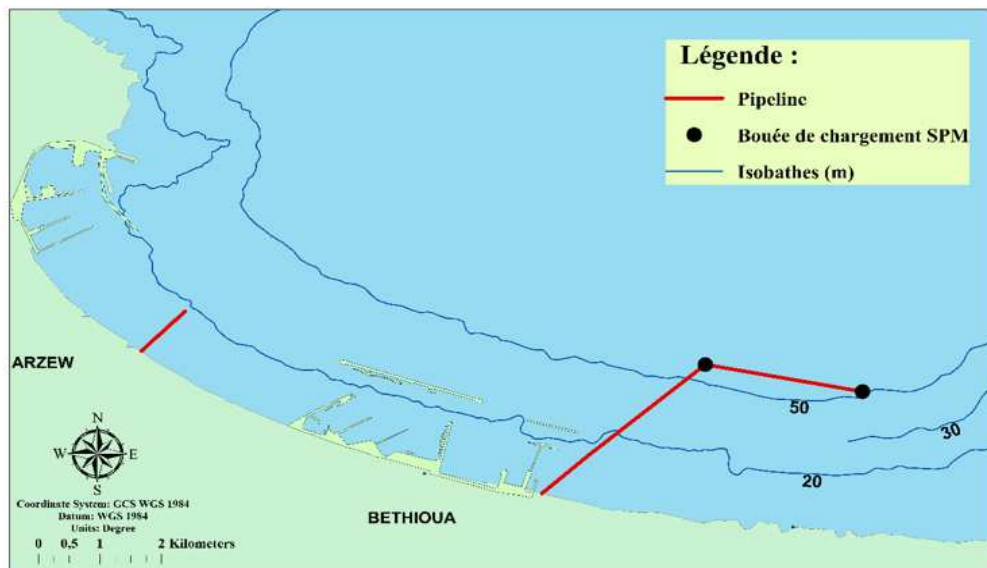 Légende :
Pipeline
Bouée de chargement SPM
Isobathes (m)
ARZEW
50
30
20
N
W E
S
BETHIOUA
Coordinate System: GCS WGS 1984
Datum: WGS 1984
Units: Degree
0 0,5 1 2 Kilometers